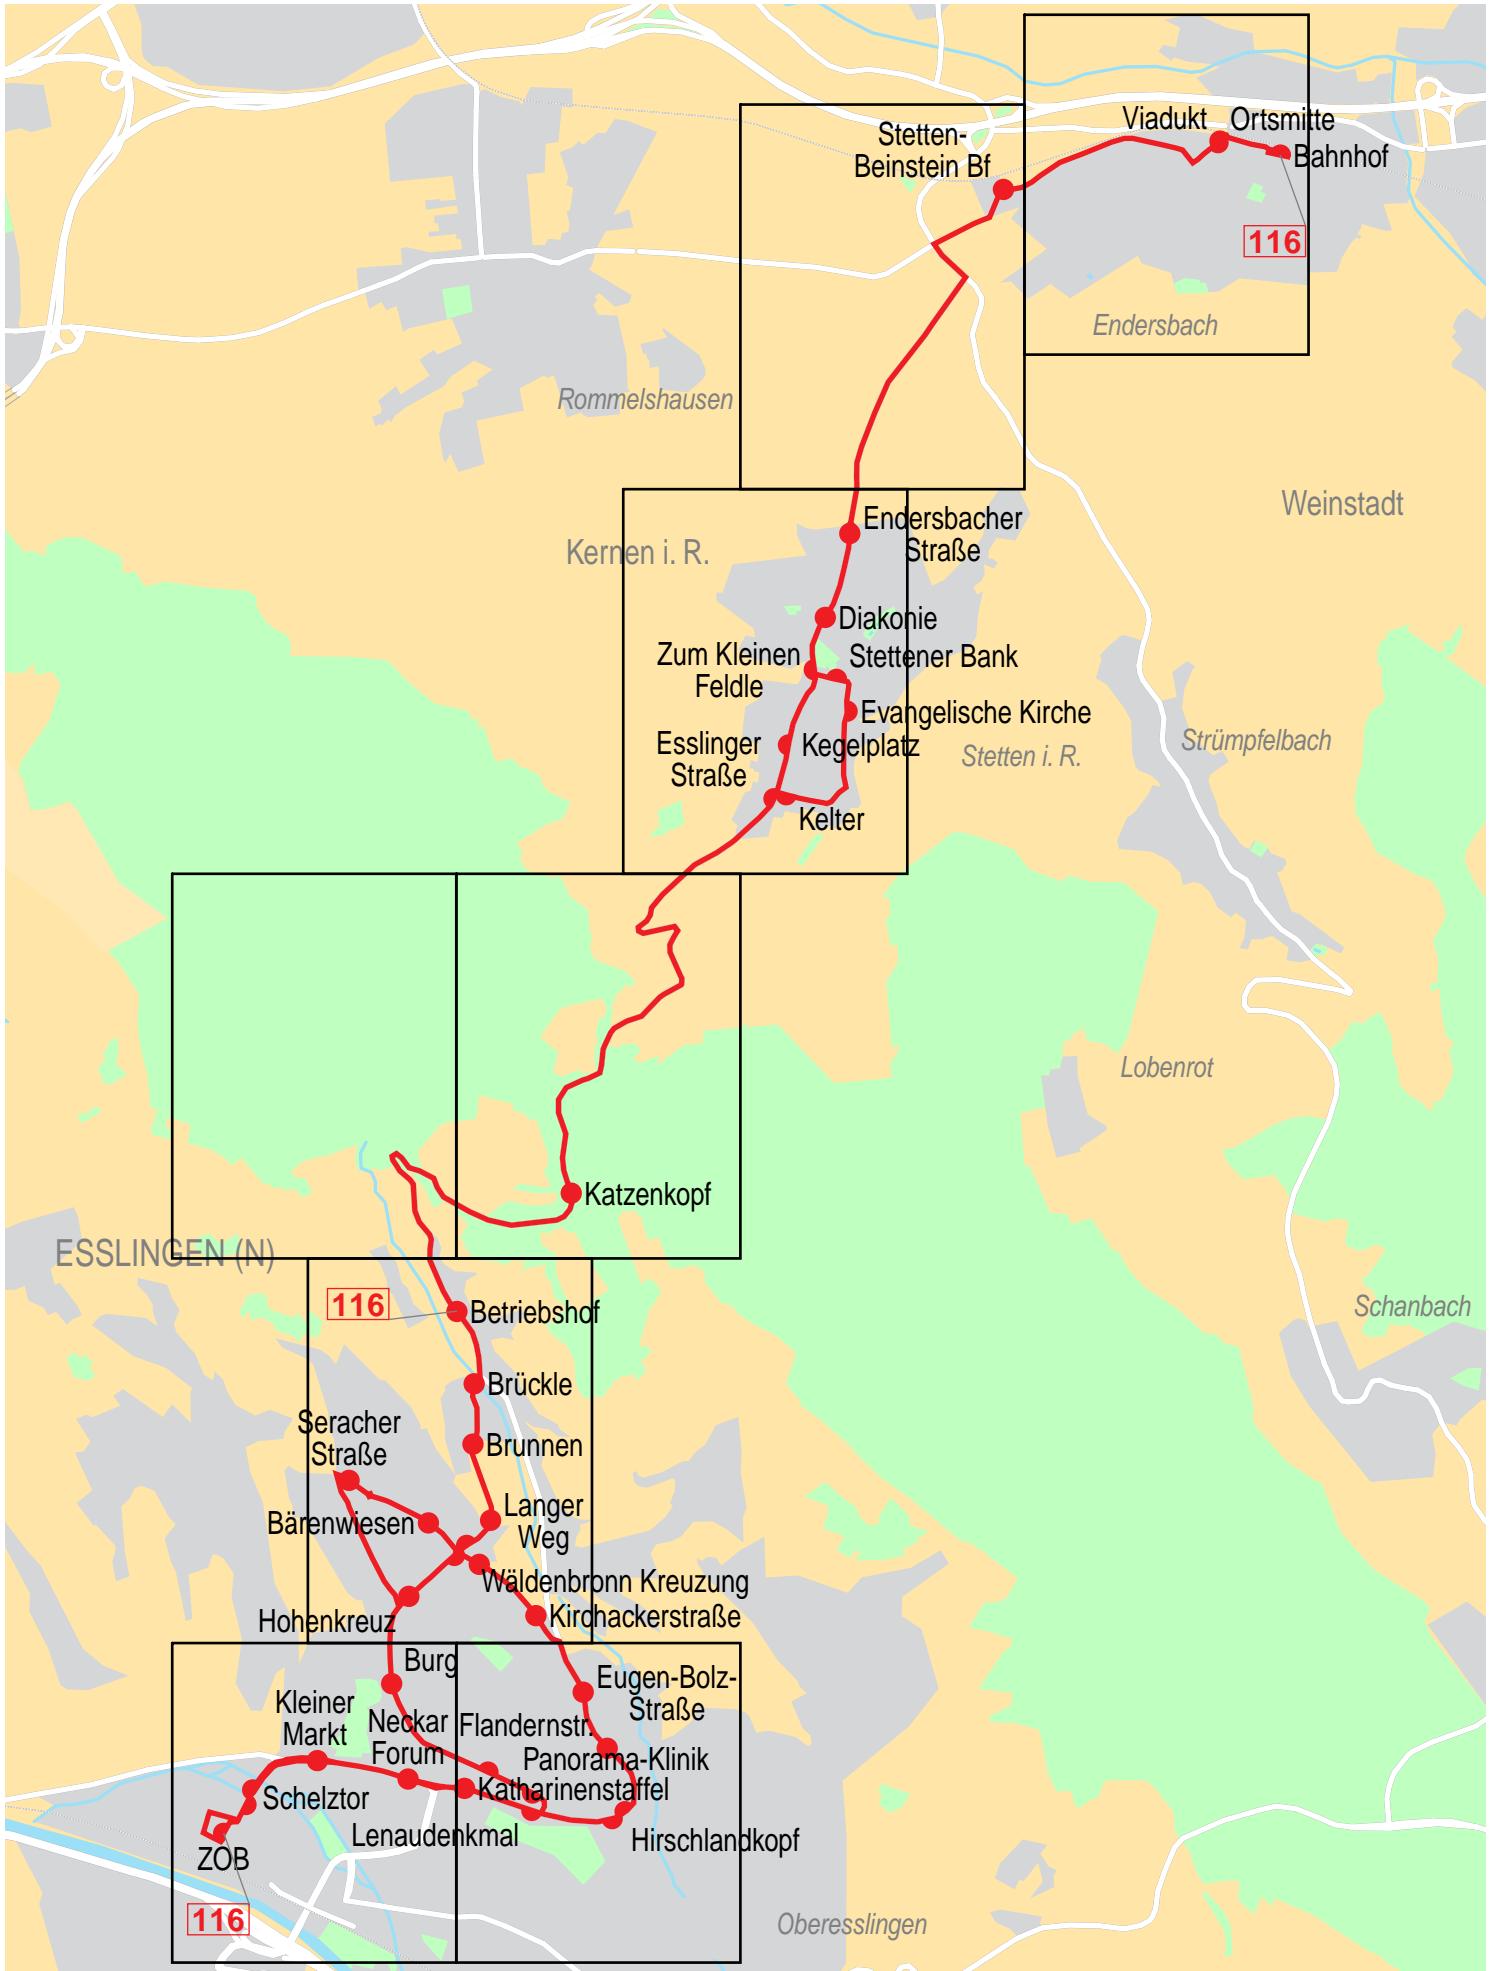 Viadukt
Ortsmitte
Bahnhof
Stetten-
Beinstein Bf
116
Endersbach
Rommelshausen
Weinstadt
Endersbacher
Straße
Kernen i. R.
Diakonie
Zum Kleinen
Feldle
Stettener Bank
Evangelische Kirche
Esslinger
Straße
Kegelplatz
Stetten i. R.
Strümpfelbach
Kelter
Lobenrot
Katzenkopf
ESSLINGEN (N)
116
Betriebshof
Schanbach
Brückle
Seracher
Straße
Brunnen
Bärenwiesen
Langer
Weg
Wäldenbronn Kreuzung
Kirchackerstraße
Hohenkreuz
Burg
Eugen-Bolz-
Straße
Kleiner
Markt
Neckar
Forum
Flandernstr.
Panorama-Klinik
Katharinenstaffel
Schelztor
Lenaudenkmal
Hirschlandkopf
ZOB
116
Oberesslingen